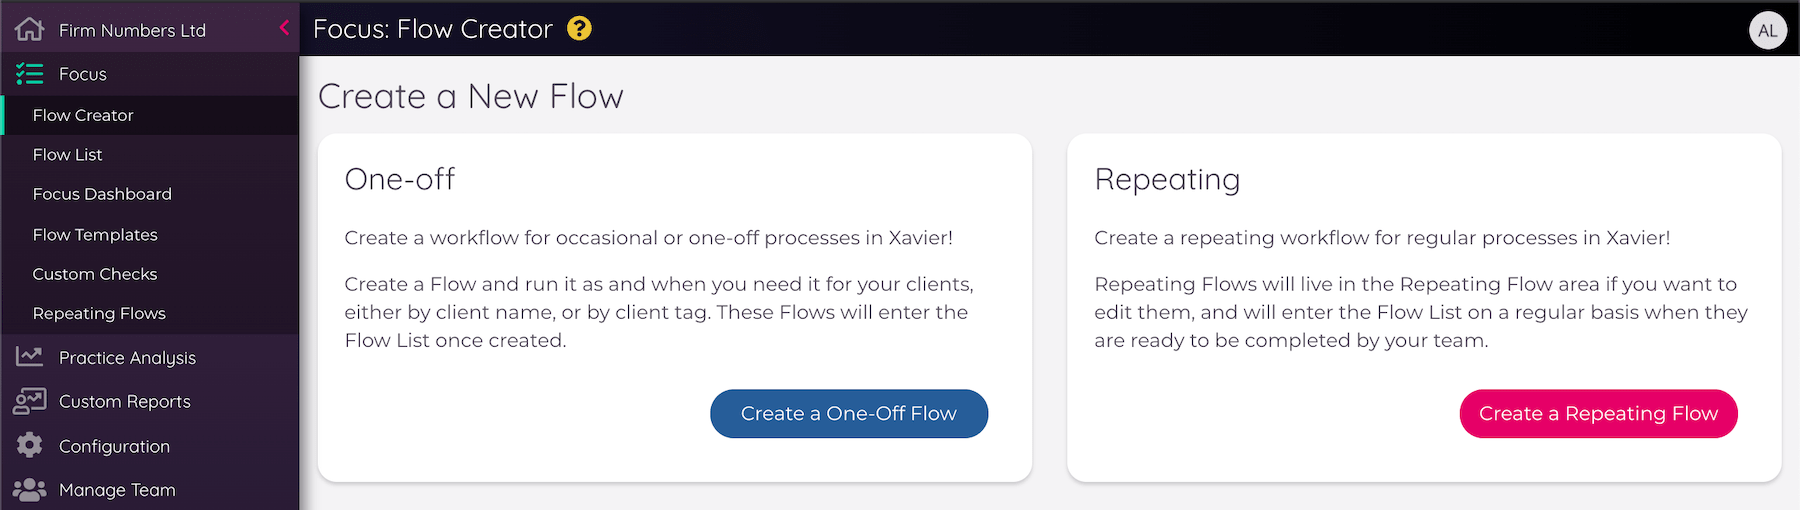 Firm Numbers Ltd
Focus
Flow Creator
Flow List
Focus Dashboard
Flow Templates
Custom Checks
Repeating Flows
Practice Analysis
Custom Reports
Configuration
Manage Team
Focus: Flow Creator ?
AL
Create a New Flow
One-off
Create a workflow for occasional or one-off processes in Xavier!
Create a Flow and run it as and when you need it for your clients,
either by client name, or by client tag. These Flows will enter the
Flow List once created.
Create a One-Off Flow
Repeating
Create a repeating workflow for regular processes in Xavier!
Repeating Flows will live in the Repeating Flow area if you want to
edit them, and will enter the Flow List on a regular basis when they
are ready to be completed by your team.
Create a Repeating Flow